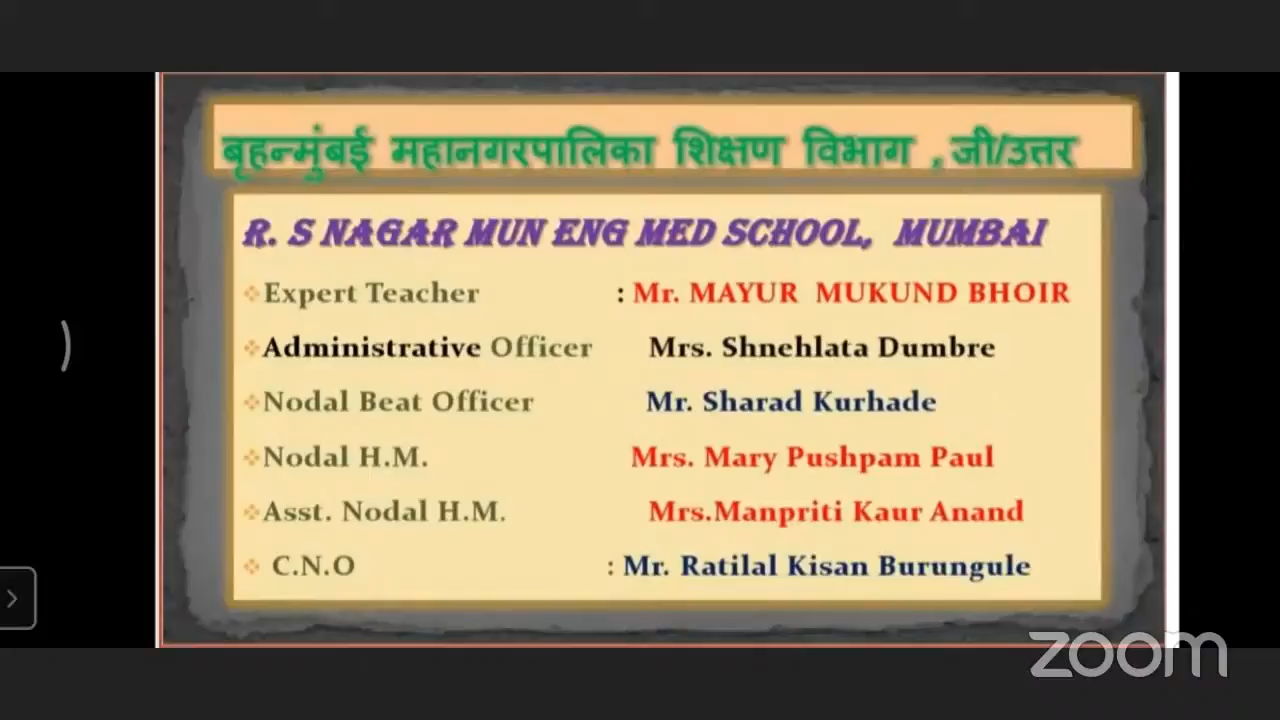 बृहन्मुंबई महानगरपालिका शिक्षण विभाग , जी/उत्तर
R. S NAGAR MUN ENG MED SCHOOL, MUMBAI
❖Expert Teacher : Mr. MAYUR MUKUND BHOIR
❖Administrative Officer Mrs. Shnehlata Dumbre
❖Nodal Beat Officer Mr. Sharad Kurhade
❖Nodal H.M. Mrs. Mary Pushpam Paul
❖Asst. Nodal H.M. Mrs.Manpriti Kaur Anand
❖ C.N.O : Mr. Ratilal Kisan Burungule
zoom